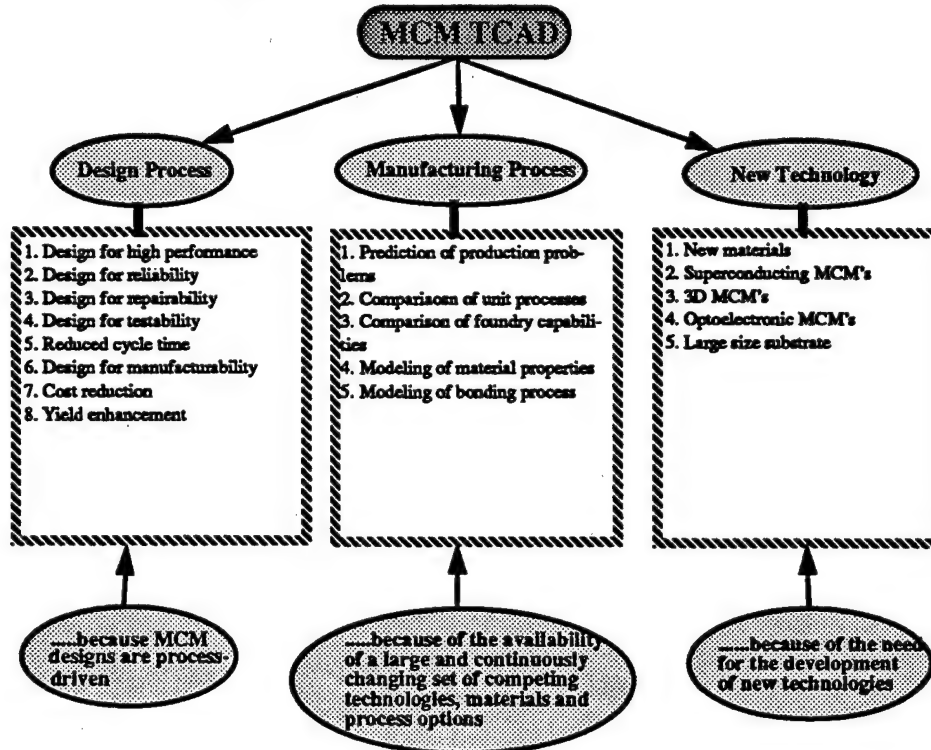 MCM TCAD
Design Process
Manufacturing Process
New Technology
1. Design for high performance
2. Design for reliability
3. Design for repairability
4. Design for testability
5. Reduced cycle time
6. Design for manufacturability
7. Cost reduction
8. Yield enhancement
1. Prediction of production prob-
lems
2. Comparisosn of unit processes
3. Comparison of foundry capabili-
ties
4. Modeling of material properties
5. Modeling of bonding process
1. New materials
2. Superconducting MCM's
3. 3D MCM's
4. Optoelectronic MCM's
5. Large size substrate
.....because MCM
designs are process-
driven
.....because of the availability
of a large and continuously
changing set of competing
technologies, materials and
process options
.......because of the need
for the development
of new technologies